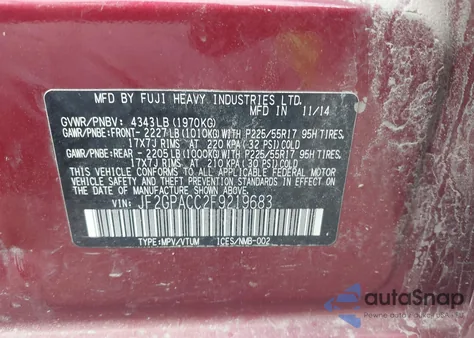 MFD. BY FUJI HEAVY INDUSTRIES LTD.
11/14
GVWR/PNBV: 4343LB(1970KG)
GAWR/PNBE:FRONT- 2227LB(1010KG)WITH P225/55R17 95H TIRES,
17X7J RIMS AT 220 KPA(32 PSI)COLD
GAWR/PNBE:REAR - 2205LB(1000KG)WITH P225/55R17 95H TIRES,
17X7J RIMS AT 210 KPA(30 PSI)COLD
THIS VEHICLE CONFORMS TO ALL APPLICABLE FEDERAL
MOTOR VEHICLE SAFETY AND BUMPER STANDARDS IN EFFECT ON
THE DATE OF MANUFACTURE SHOWN ABOVE.
VIN: JF2GPACC2F9219683
TYPE:MPV/VTUM ICES/NMB-002
autoSnap